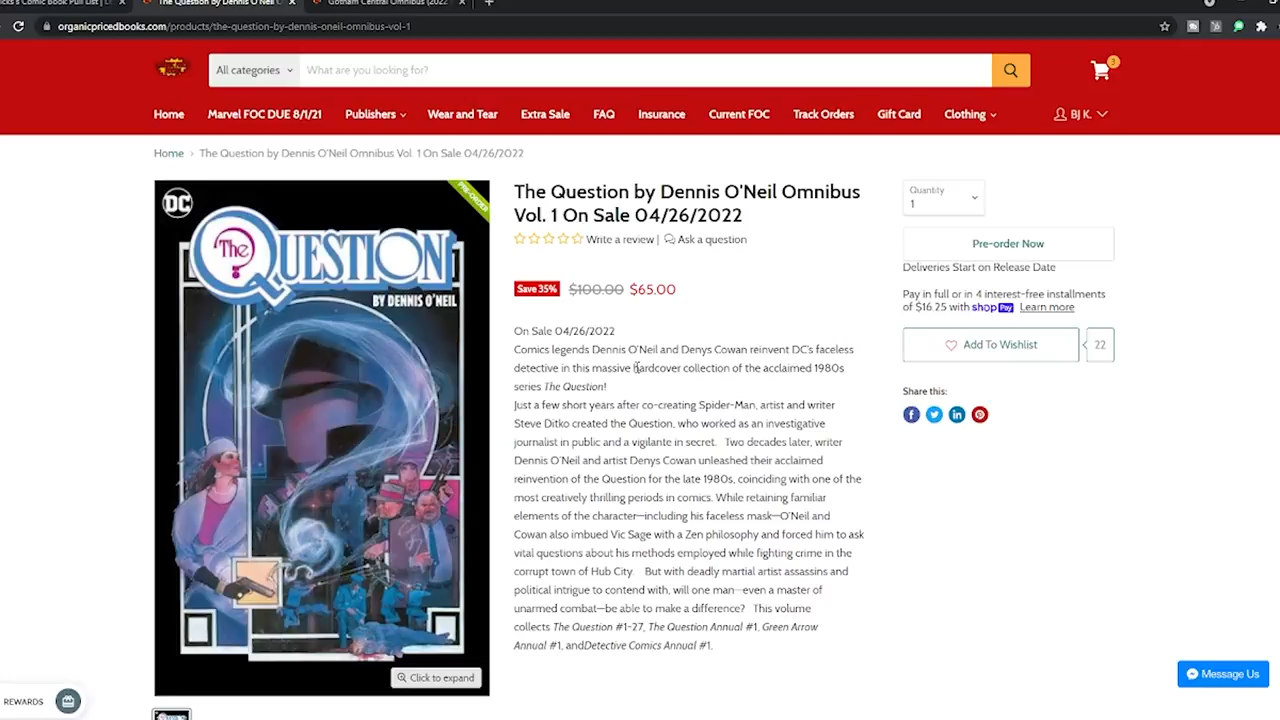 The Question by Dennis O'Neil O
Gotham Central Omnibus (2022
organicpricedbooks.com/products/the-question-by-dennis-oneil-omnibus-vol-1
All categories
What are you looking for?
3
Home
Marvel FOC DUE 8/1/21
Publishers
Wear and Tear
Extra Sale
FAQ
Insurance
Current FOC
Track Orders
Gift Card
Clothing
BJ K.
Home > The Question by Dennis O'Neil Omnibus Vol. 1 On Sale 04/26/2022
DC
PRE-ORDER
The
QUESTION
BY DENNIS O'NEIL
Click to expand
The Question by Dennis O'Neil Omnibus
Vol. 1 On Sale 04/26/2022
Write a review | Ask a question
Save 35% $100.00 $65.00
On Sale 04/26/2022
Comics legends Dennis O'Neil and Denys Cowan reinvent DC's faceless
detective in this massive hardcover collection of the acclaimed 1980s
series The Question!
Just a few short years after co-creating Spider-Man, artist and writer
Steve Ditko created the Question, who worked as an investigative
journalist in public and a vigilante in secret. Two decades later, writer
Dennis O'Neil and artist Denys Cowan unleashed their acclaimed
reinvention of the Question for the late 1980s, coinciding with one of the
most creatively thrilling periods in comics. While retaining familiar
elements of the character—including his faceless mask—O'Neil and
Cowan also imbued Vic Sage with a Zen philosophy and forced him to ask
vital questions about his methods employed while fighting crime in the
corrupt town of Hub City. But with deadly martial artist assassins and
political intrigue to contend with, will one man—even a master of
unarmed combat—be able to make a difference? This volume
collects The Question #1-27, The Question Annual #1, Green Arrow
Annual #1, andDetective Comics Annual #1.
Quantity
1
Pre-order Now
Deliveries Start on Release Date
Pay in full or in 4 interest-free installments
of $16.25 with shop Pay Learn more
Add To Wishlist
22
Share this:
REWARDS
Message Us